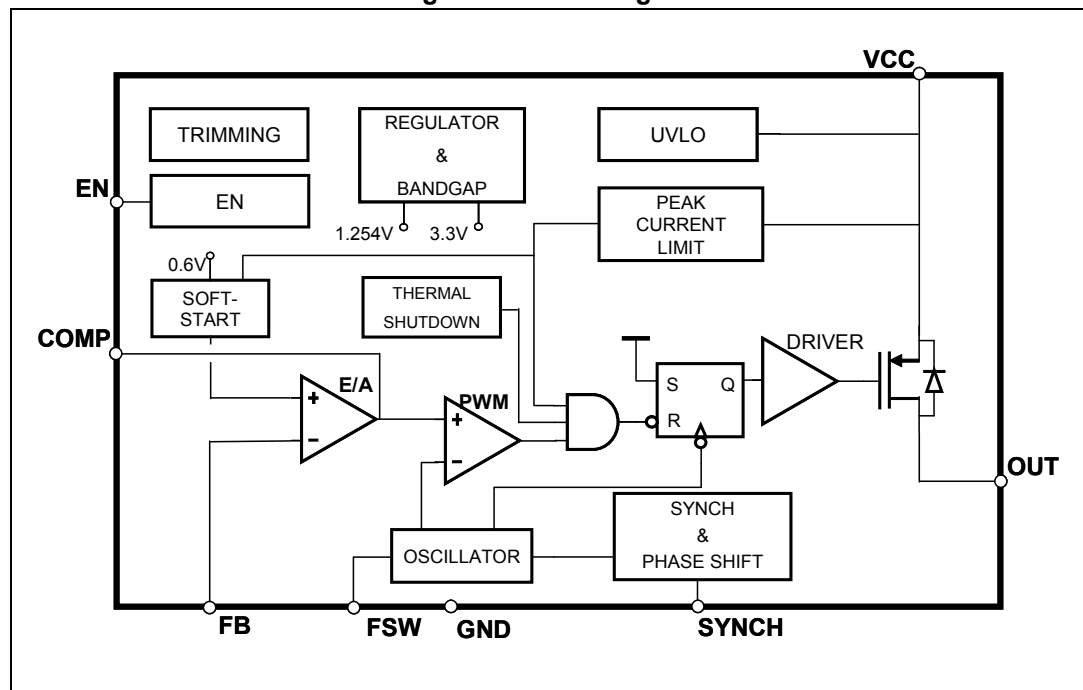 VCC
TRIMMING
REGULATOR
&
BANDGAP
UVLO
EN
EN
PEAK
CURRENT
LIMIT
1.254V
3.3V
0.6V
SOFT-
START
THERMAL
SHUTDOWN
COMP
DRIVER
E/A
+
-
PWM
+
-
S
Q
R
OUT
SYNCH
&
PHASE SHIFT
OSCILLATOR
FB
FSW
GND
SYNCH